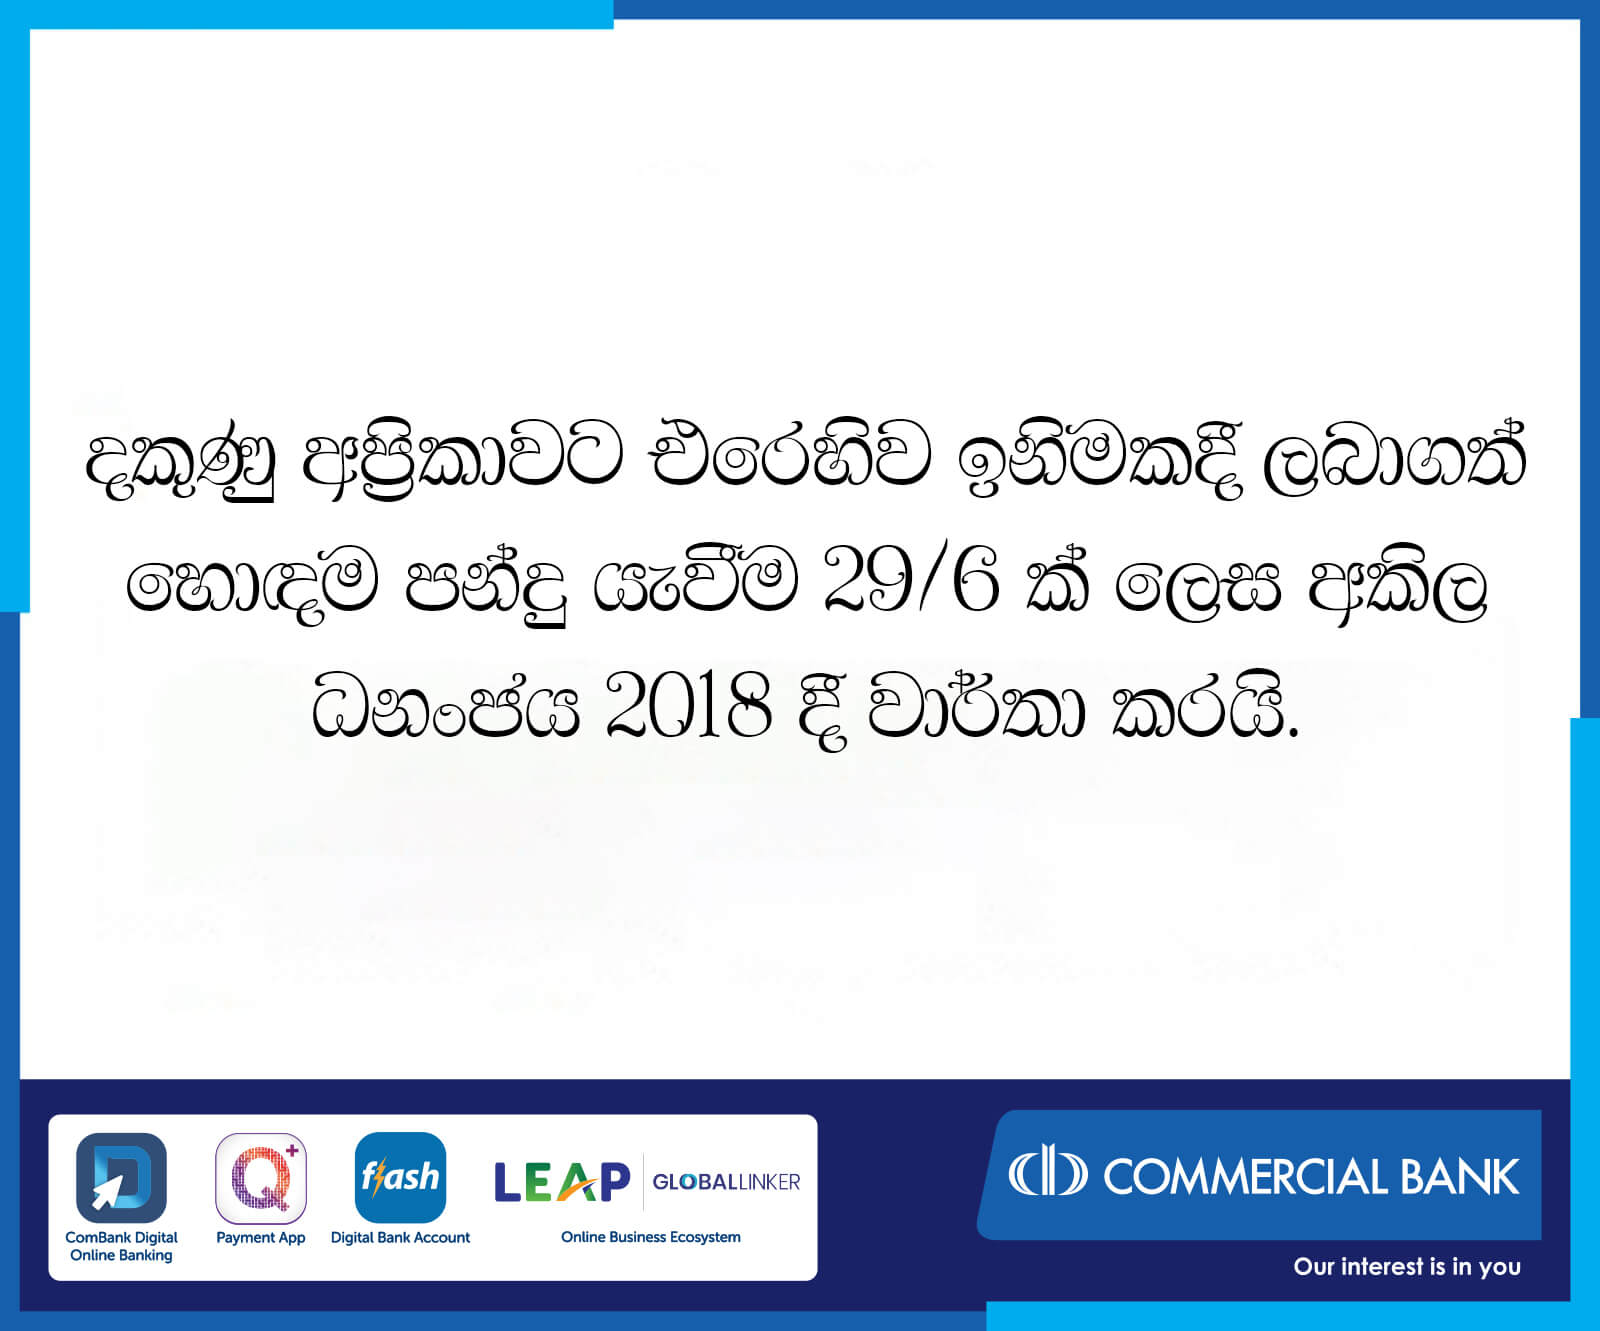 දකුණු අප්‍රිකාවට එරෙහිව ඉනිමකදී ලබාගත්
හොඳම පන්දු යැවීම 29/6 ක් ලෙස අකිල
ධනංජය 2018 දී වාර්තා කරයි.
D
ComBank Digital
Online Banking
Q+
Payment App
flash
Digital Bank Account
LEAP | GLOBALLINKER
Online Business Ecosystem
COMMERCIAL BANK
Our interest is in you